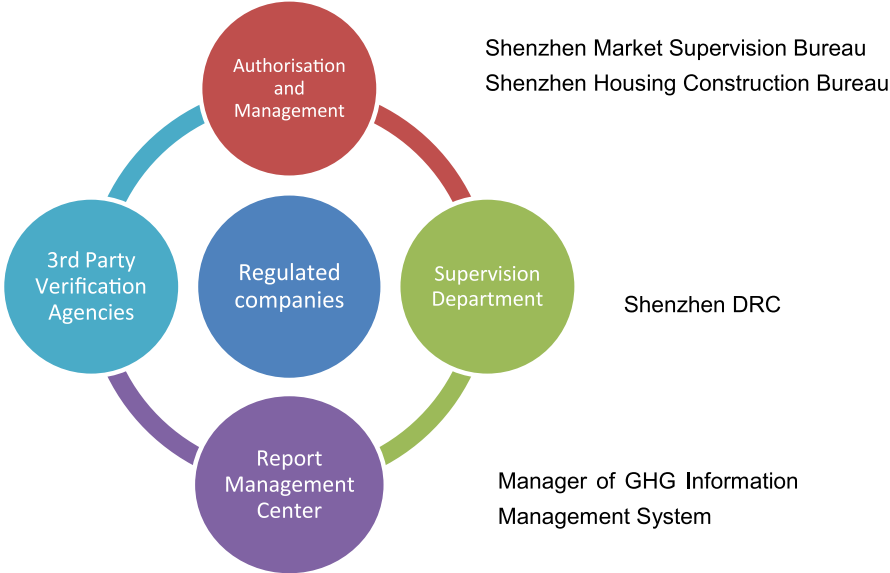 Authorisation
and
Management
Shenzhen Market Supervision Bureau
Shenzhen Housing Construction Bureau
3rd Party
Verification
Agencies
Regulated
companies
Supervision
Department
Shenzhen DRC
Report
Management
Center
Manager of GHG Information
Management System